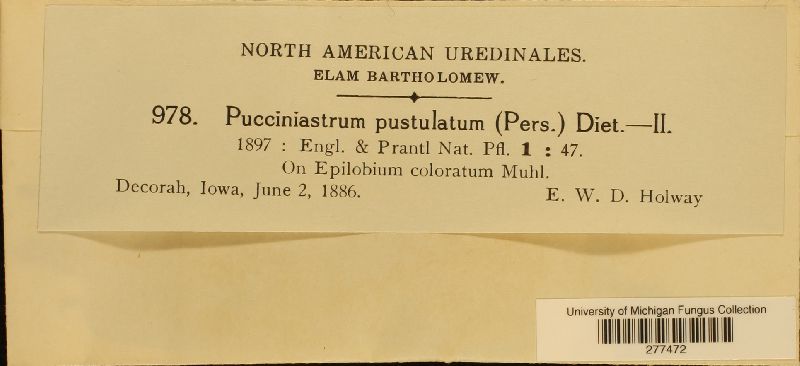 NORTH AMERICAN UREDINALES.
ELAM BARTHOLOMEW.
978. Pucciniastrum pustulatum (Pers.) Diet.—II.
1897 : Engl. & Prantl Nat. Pfl. 1 : 47.
On Epilobium coloratum Muhl.
Decorah, Iowa, June 2, 1886. E. W. D. Holway
University of Michigan Fungus Collection
277472